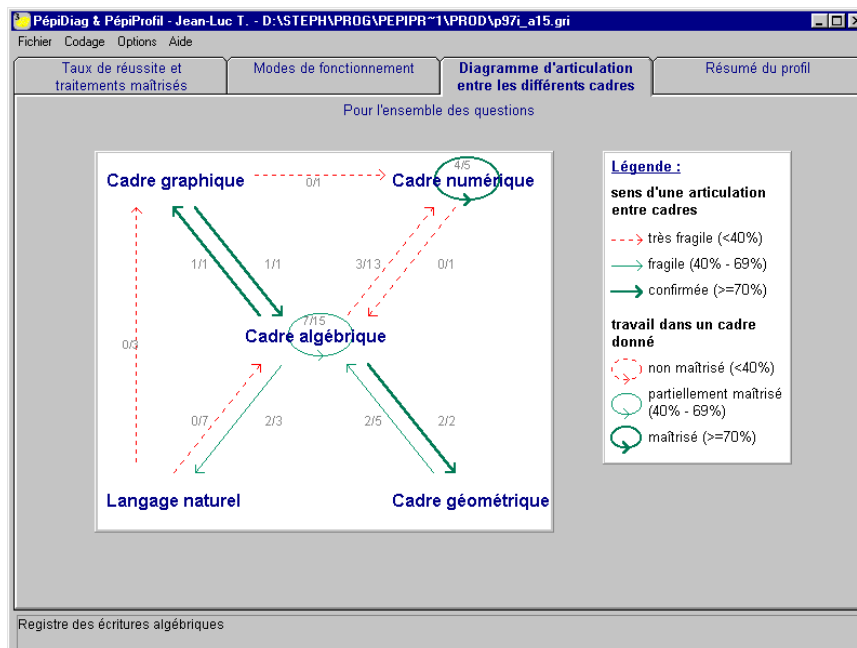 PépiDiag & PépiProfil - Jean-Luc T. - D:\STEPH\PROG\PEPIPR~1\PROD\p97i_a15.gri
Fichier Codage Options Aide
Taux de réussite et
traitements maîtrisés
Modes de fonctionnement
Diagramme d'articulation
entre les différents cadres
Résumé du profil
Pour l'ensemble des questions
4/5
Cadre graphique
0/1
Cadre numérique
1/1
1/1
3/13
0/1
7/15
Cadre algébrique
0/3
0/7
2/3
2/5
2/2
Langage naturel
Cadre géométrique
Légende :
sens d'une articulation
entre cadres
très fragile (<40%)
fragile (40% - 69%)
confirmée (>=70%)
travail dans un cadre
donné
non maîtrisé (<40%)
partiellement maîtrisé
(40% - 69%)
maîtrisé (>=70%)
Registre des écritures algébriques